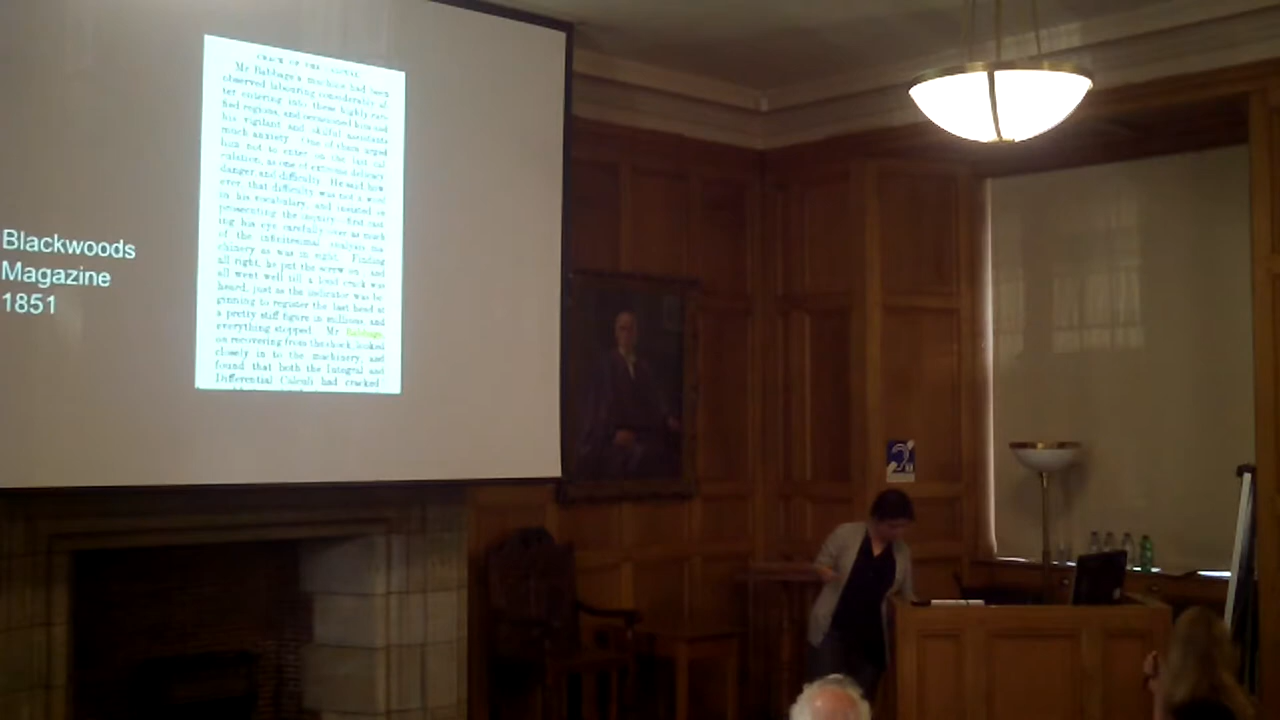 Blackwoods
Magazine
1851
CRACK OF THE
Mr Babbage's machine had been
observed labouring considerably af-
ter entering into these highly rari-
fied regions, and occasioned him and
his vigilant and skilful assistants
much anxiety. One of them urged
him not to enter on the last cal-
culation, as one of extreme delicacy
danger and difficulty. He said how-
ever, that difficulty was not a word
in his vocabulary, and insisted on
prosecuting the inquiry. First cast-
ing his eye carefully over as much
of the infinitesimal analysis ma-
chinery as was in sight. Finding
all right, he put the screw on, and
all went well till a loud crack was
heard, just as the indicator was be-
ginning to register the last head at
a pretty stiff figure in millions, and
everything stopped. Mr Babbage,
on recovering from the shock, looked
closely in to the machinery, and
found that both the Integral and
Differential Calculi had cracked